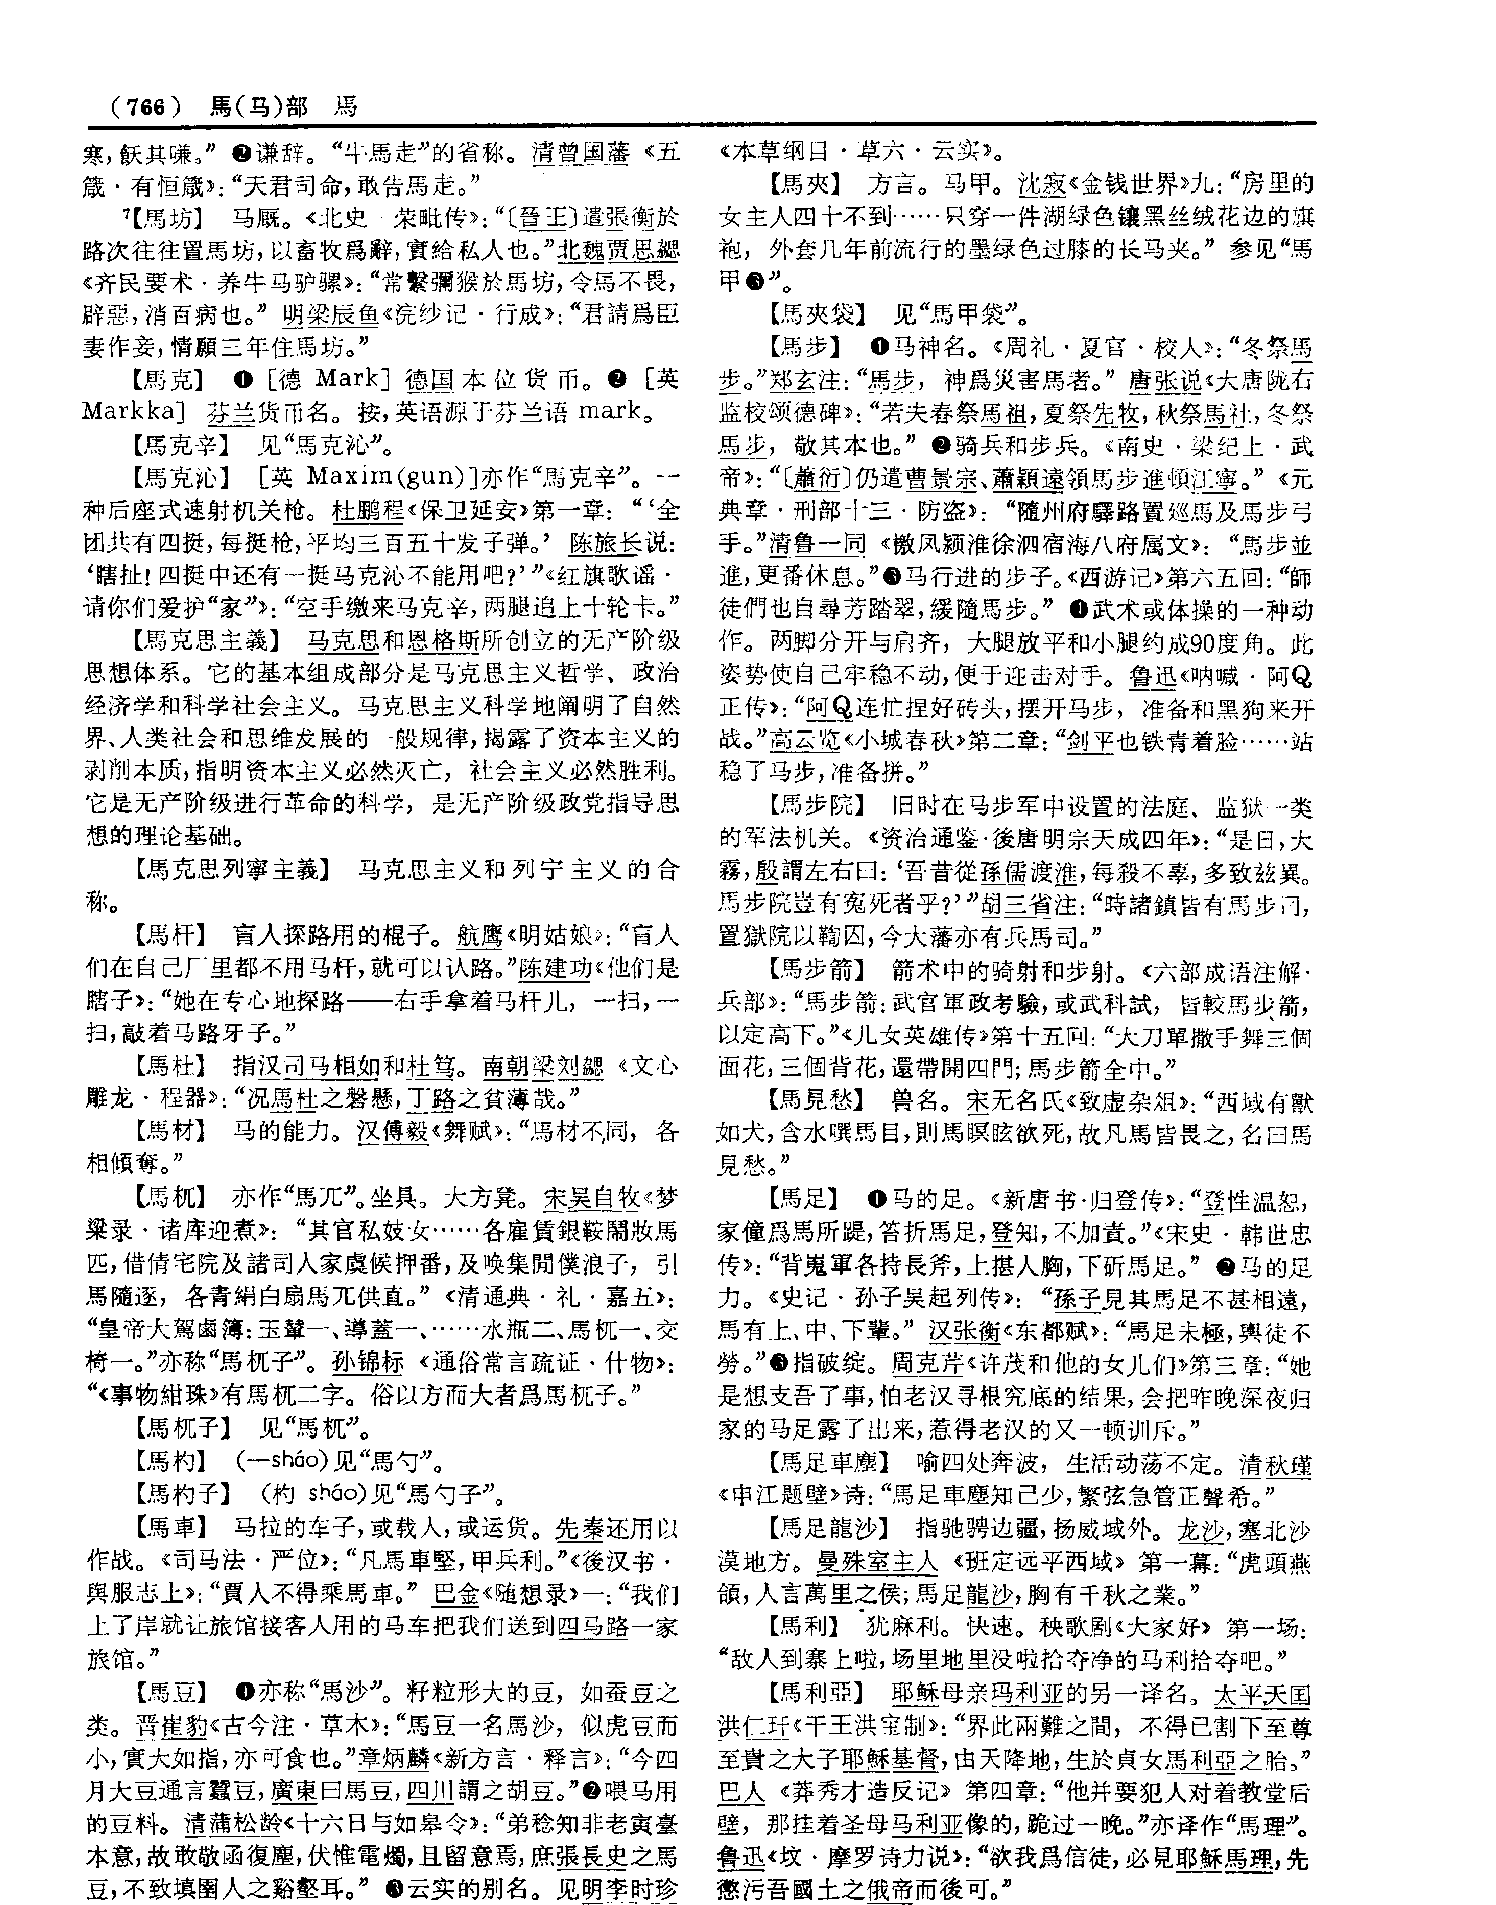 （766） 馬（马）部 馬
寒，飫其嗛。”❷谦辞。“牛馬走”的省称。清曾国藩《五
箴·有恒箴》：“天君司命，敢告馬走。”
【馬坊】 马厩。《北史·荣毗传》：“〔晉王〕遣張衡於
路次往往置馬坊，以畜牧爲辭，實給私人也。”北魏贾思勰
《齐民要术·养牛马驴骡》：“常繫獼猴於馬坊，令馬不畏，
辟惡，消百病也。”明梁辰鱼《浣纱记·行成》：“君請爲臣
妻作妾，情願三年住馬坊。”
【馬克】 ❶［德 Mark］德国本位货币。❷［英
Markka］ 芬兰货币名。按，英语源于芬兰语 mark。
【馬克辛】 见“馬克沁”。
【馬克沁】 ［英 Maxim(gun)］亦作“馬克辛”。一
种后座式速射机关枪。杜鹏程《保卫延安》第一章：“‘全
团共有四挺，每挺枪，平均三百五十发子弹。’陈旅长说：
‘瞎扯！四挺中还有一挺马克沁不能用吧？’”《红旗歌谣·
请你们爱护“家”》：“空手缴来马克辛，两腿追上十轮卡。”
【馬克思主義】 马克思和恩格斯所创立的无产阶级
思想体系。它的基本组成部分是马克思主义哲学、政治
经济学和科学社会主义。马克思主义科学地阐明了自然
界、人类社会和思维发展的一般规律，揭露了资本主义的
剥削本质，指明资本主义必然灭亡，社会主义必然胜利。
它是无产阶级进行革命的科学，是无产阶级政党指导思
想的理论基础。
【馬克思列寧主義】 马克思主义和列宁主义的合
称。
【馬杆】 盲人探路用的棍子。航鹰《明姑娘》：“盲人
们在自己厂里都不用马杆，就可以认路。”陈建功《他们是
瞎子》：“她在专心地探路——右手拿着马杆儿，一扫，一
扫，敲着马路牙子。”
【馬杜】 指汉司马相如和杜笃。南朝梁刘勰《文心
雕龙·程器》：“况馬杜之磬懸，丁路之貧薄哉。”
【馬材】 马的能力。汉傅毅《舞赋》：“馬材不同，各
相傾奪。”
【馬杌】 亦作“馬兀”。坐具。大方凳。宋吴自牧《梦
粱录·诸库迎煮》：“其官私妓女……各雇賃銀鞍鬧妝馬
匹，借倩宅院及諸司人家虞候押番，及唤集閒僕浪子，引
馬隨逐，各青絹白扇馬兀供直。”《清通典·礼·嘉五》：
“皇帝大駕鹵簿：玉輦一、導蓋一、……水瓶二、馬杌一、交
椅一。”亦称“馬杌子”。孙锦标《通俗常言疏证·什物》：
“《事物紺珠》有馬杌二字。俗以方而大者爲馬杌子。”
【馬杌子】 见“馬杌”。
【馬杓】 （—sháo）见“馬勺”。
【馬杓子】 （杓 sháo）见“馬勺子”。
【馬車】 马拉的车子，或载人，或运货。先秦还用以
作战。《司马法·严位》：“凡馬車堅，甲兵利。”《後汉书·
舆服志上》：“賈人不得乘馬車。”巴金《随想录》一：“我们
上了岸就让旅馆接客人用的马车把我们送到四马路一家
旅馆。”
【馬豆】 ❶亦称“馬沙”。籽粒形大的豆，如蚕豆之
类。晋崔豹《古今注·草木》：“馬豆一名馬沙，似虎豆而
小，實大如指，亦可食也。”章炳麟《新方言·释言》：“今四
月大豆通言蠶豆，廣東曰馬豆，四川謂之胡豆。”❷喂马用
的豆料。清蒲松龄《十六日与如皋令》：“弟稔知非老寅臺
本意，故敢敬函復塵，伏惟電燭，且留意焉，庶張長史之馬
豆，不致填圉人之谿壑耳。”❸云实的别名。见明李时珍
《本草纲目·草六·云实》。
【馬夾】 方言。马甲。沈寂《金钱世界》九：“房里的
女主人四十不到……只穿一件湖绿色镶黑丝绒花边的旗
袍，外套几年前流行的墨绿色过膝的长马夹。”参见“馬
甲❸”。
【馬夾袋】 见“馬甲袋”。
【馬步】 ❶马神名。《周礼·夏官·校人》：“冬祭馬
步。”郑玄注：“馬步，神爲災害馬者。”唐张说《大唐陇右
监校颂德碑》：“若夫春祭馬祖，夏祭先牧，秋祭馬社，冬祭
馬步，敬其本也。”❷骑兵和步兵。《南史·梁纪上·武
帝》：“〔蕭衍〕仍遣曹景宗、蕭穎達領馬步進頓江寧。”《元
典章·刑部十三·防盗》：“隨州府驛路置廵馬及馬步弓
手。”清鲁一同《檄凤颍淮徐泗宿海八府属文》：“馬步並
進，更番休息。”❸马行进的步子。《西游记》第六五回：“師
徒們也自尋芳踏翠，緩隨馬步。”❹武术或体操的一种动
作。两脚分开与肩齐，大腿放平和小腿约成90度角。此
姿势使自己牢稳不动，便于迎击对手。鲁迅《呐喊·阿Q
正传》：“阿Q连忙捏好砖头，摆开马步，准备和黑狗来开
战。”高云览《小城春秋》第二章：“剑平也铁青着脸……站
稳了马步，准备拼。”
【馬步院】 旧时在马步军中设置的法庭、监狱一类
的军法机关。《资治通鉴·後唐明宗天成四年》：“是日，大
霧，殷謂左右曰：‘吾昔從孫儒渡淮，每殺不辜，多致兹異。
馬步院豈有冤死者乎？’”胡三省注：“時諸鎮皆有馬步司，
置獄院以鞫囚，今大藩亦有兵馬司。”
【馬步箭】 箭术中的骑射和步射。《六部成语注解·
兵部》：“馬步箭：武官軍政考驗，或武科試，皆較馬步箭，
以定高下。”《儿女英雄传》第十五回：“大刀單撒手舞三個
面花，三個背花，還帶開四門；馬步箭全中。”
【馬見愁】 兽名。宋无名氏《致虚杂俎》：“西域有獸
如犬，含水噀馬目，則馬瞑眩欲死，故凡馬皆畏之，名曰馬
見愁。”
【馬足】 ❶马的足。《新唐书·归登传》：“登性温恕，
家僮爲馬所踶，笞折馬足，登知，不加責。”《宋史·韩世忠
传》：“背嵬軍各持長斧，上揕人胸，下斫馬足。”❷马的足
力。《史记·孙子吴起列传》：“孫子見其馬足不甚相遠，
馬有上、中、下輩。”汉张衡《东都赋》：“馬足未極，輿徒不
勞。”❸指破绽。周克芹《许茂和他的女儿们》第三章：“她
是想支吾了事，怕老汉寻根究底的结果，会把昨晚深夜归
家的马足露了出来，惹得老汉的又一顿训斥。”
【馬足車塵】 喻四处奔波，生活动荡不定。清秋瑾
《申江题壁》诗：“馬足車塵知己少，繁弦急管正聲希。”
【馬足龍沙】 指驰骋边疆，扬威域外。龙沙，塞北沙
漠地方。曼殊室主人《班定远平西域》第一幕：“虎頭燕
頷，人言萬里之侯；馬足龍沙，胸有千秋之業。”
【馬利】 犹麻利。快速。秧歌剧《大家好》第一场：
“敌人到寨上啦，场里地里没啦拾夺净的马利拾夺吧。”
【馬利亞】 耶稣母亲玛利亚的另一译名。太平天国
洪仁玕《干王洪宝制》：“界此兩難之間，不得已割下至尊
至貴之大子耶穌基督，由天降地，生於貞女馬利亞之胎。”
巴人《莽秀才造反记》第四章：“他并要犯人对着教堂后
壁，那挂着圣母马利亚像的，跪过一晚。”亦译作“馬理”。
鲁迅《坟·摩罗诗力说》：“欲我爲信徒，必見耶穌馬理，先
懲污吾國土之俄帝而後可。”